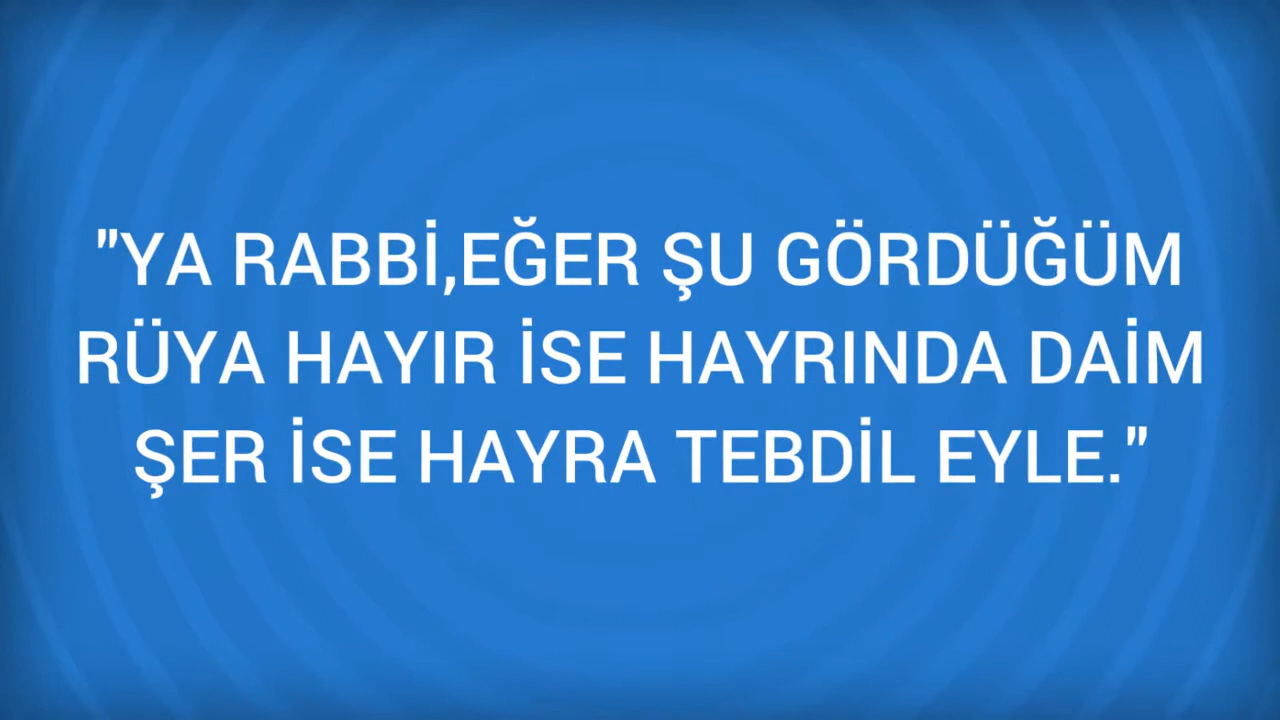 "YA RABBİ,EĞER ŞU GÖRDÜĞÜM
RÜYA HAYIR İSE HAYRINDA DAİM
ŞER İSE HAYRA TEBDİL EYLE."